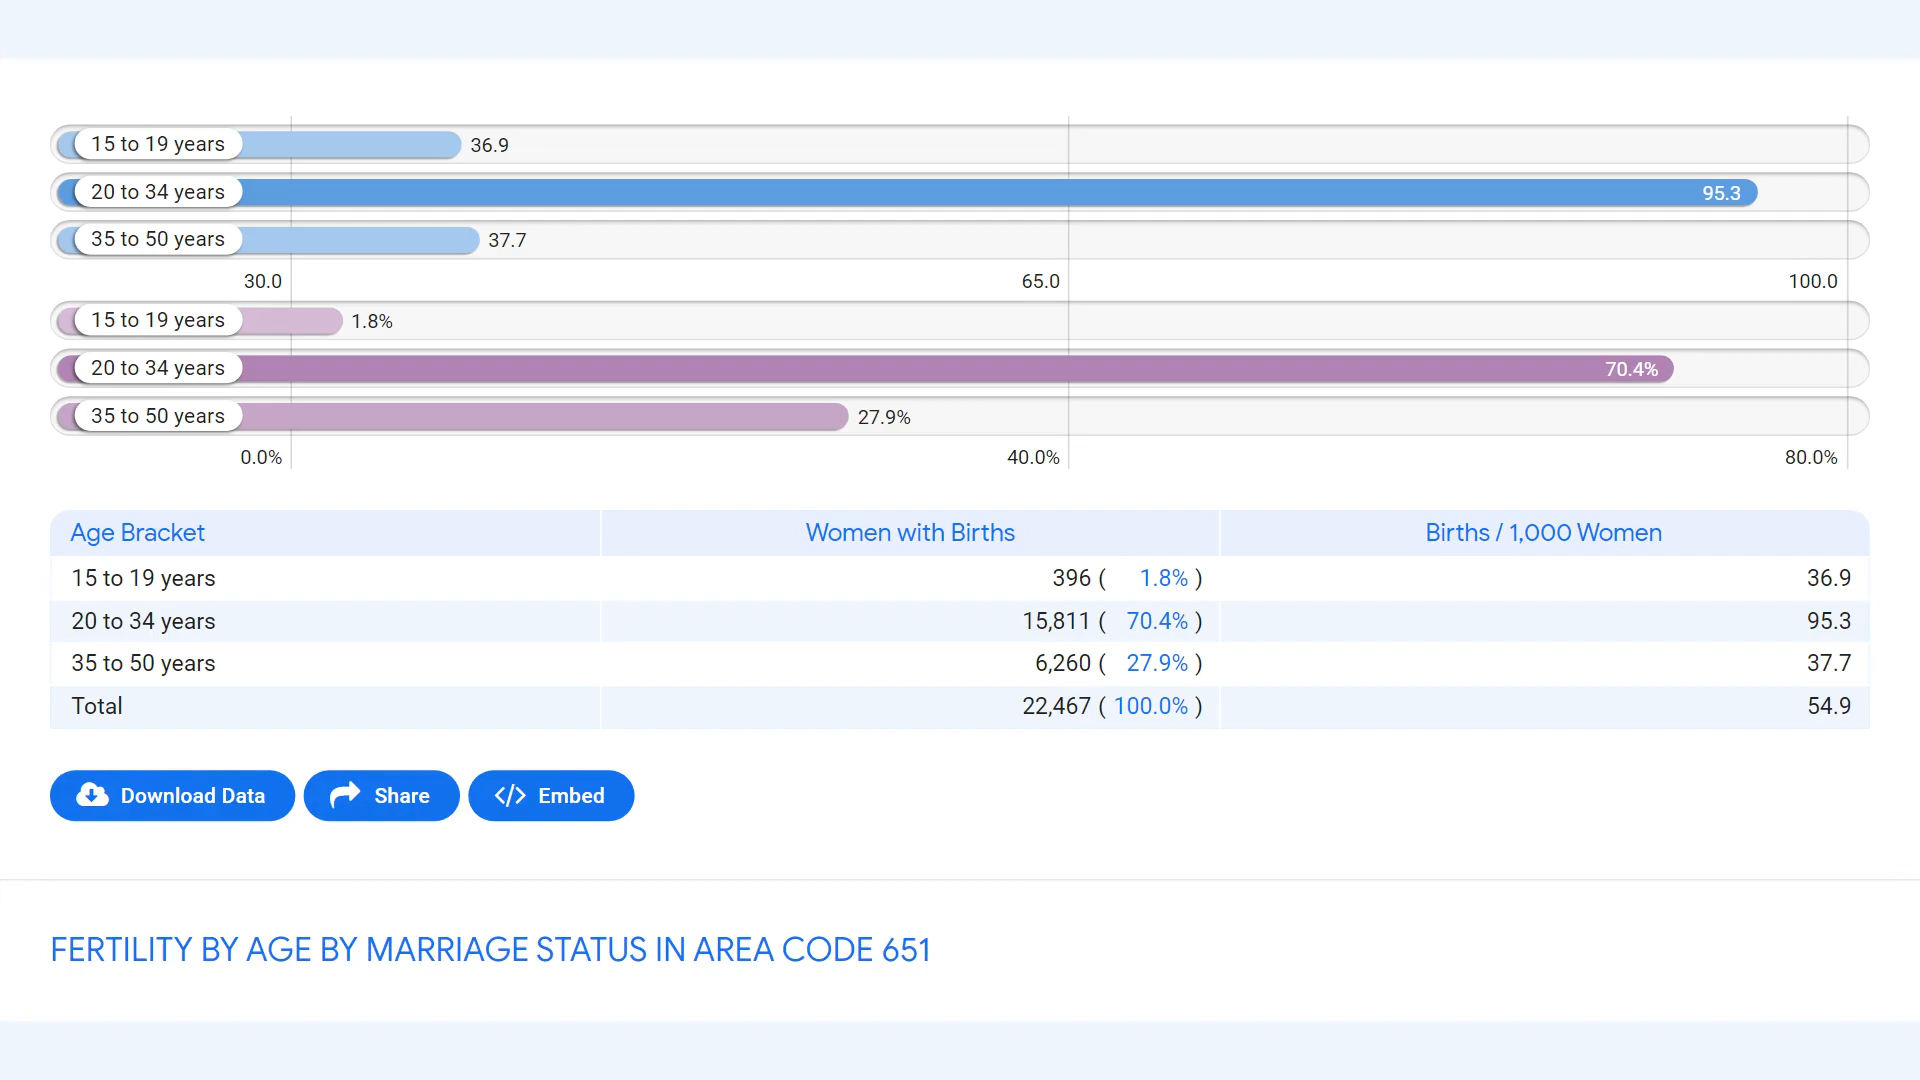 15 to 19 years 36.9
20 to 34 years 95.3
35 to 50 years 37.7
30.0 65.0 100.0
15 to 19 years 1.8%
20 to 34 years 70.4%
35 to 50 years 27.9%
0.0% 40.0% 80.0%
Age Bracket Women with Births Births / 1,000 Women
15 to 19 years 396 ( 1.8% ) 36.9
20 to 34 years 15,811 ( 70.4% ) 95.3
35 to 50 years 6,260 ( 27.9% ) 37.7
Total 22,467 ( 100.0% ) 54.9
Download Data Share </> Embed
FERTILITY BY AGE BY MARRIAGE STATUS IN AREA CODE 651